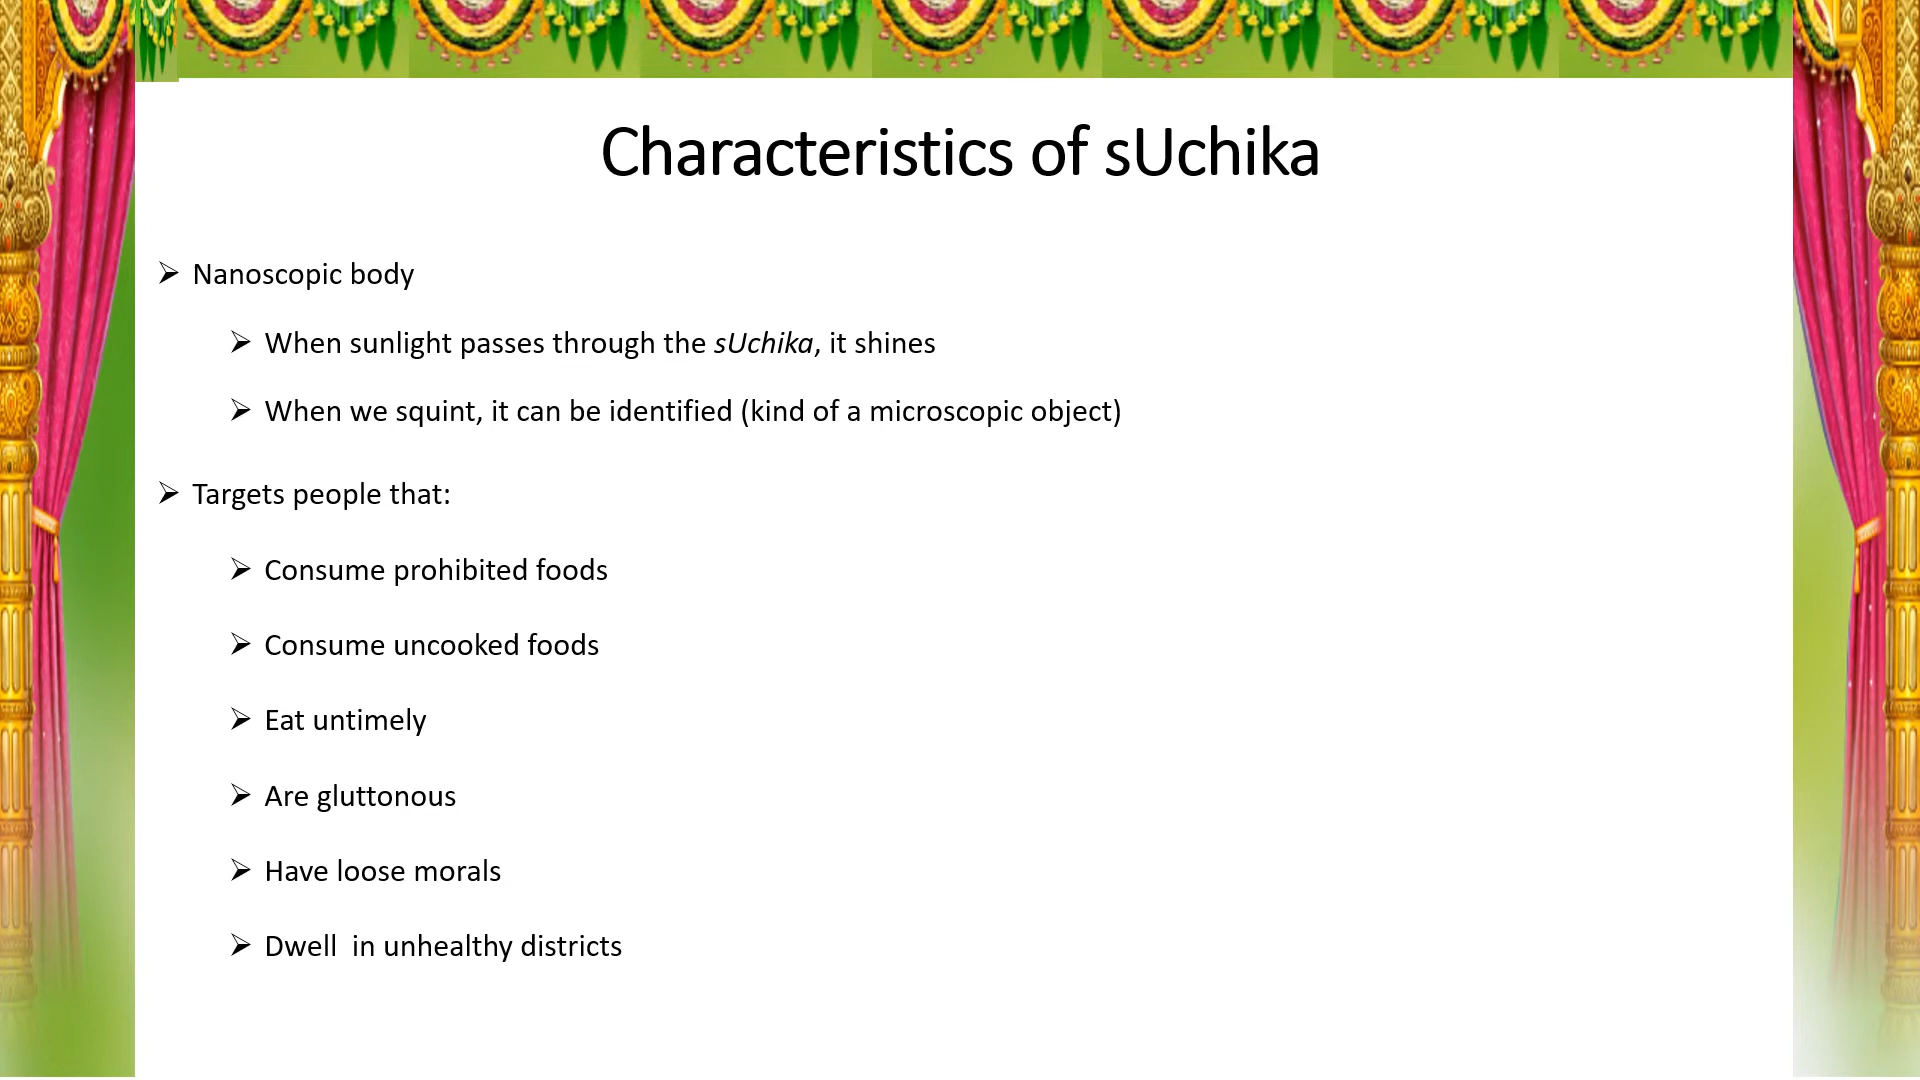 Characteristics of sUchika
➢ Nanoscopic body
➢ When sunlight passes through the sUchika, it shines
➢ When we squint, it can be identified (kind of a microscopic object)
➢ Targets people that:
➢ Consume prohibited foods
➢ Consume uncooked foods
➢ Eat untimely
➢ Are gluttonous
➢ Have loose morals
➢ Dwell  in unhealthy districts